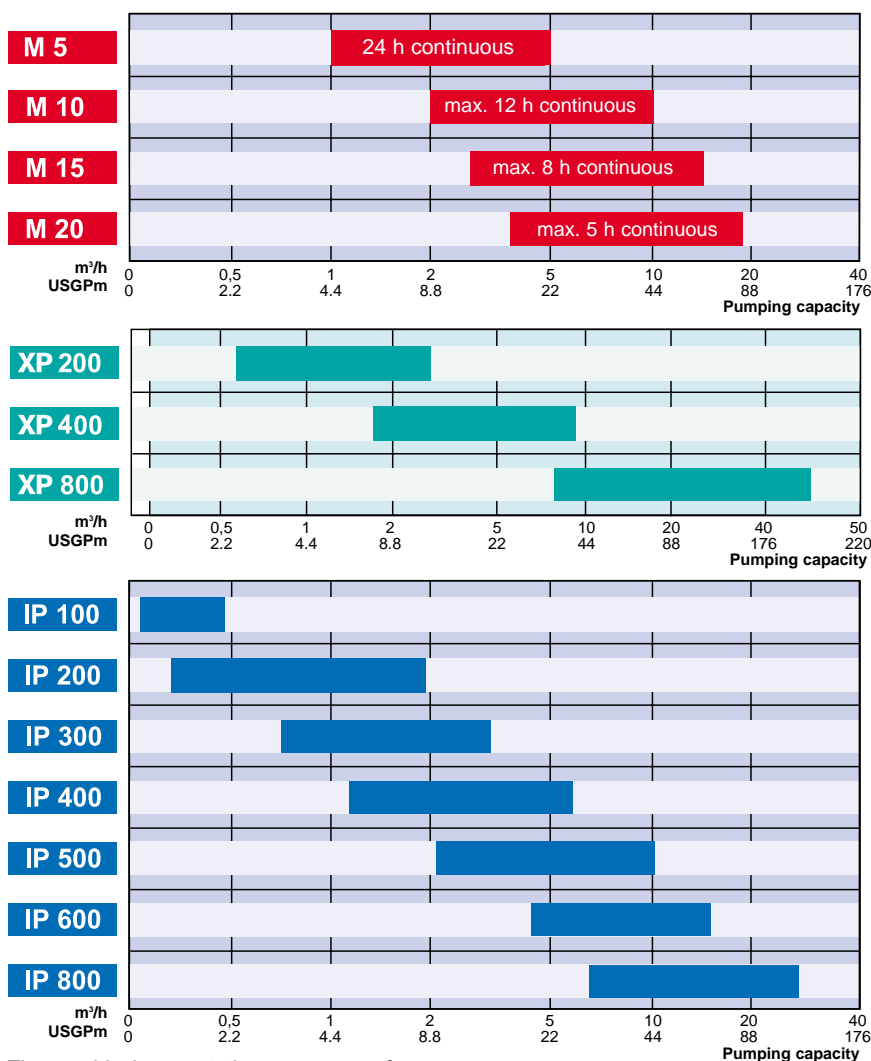 M 5
24 h continuous
M 10
max. 12 h continuous
M 15
max. 8 h continuous
M 20
max. 5 h continuous
m³/h 0 0,5 1 2 5 10 20 40
USGPm 0 2.2 4.4 8.8 22 44 88 176
Pumping capacity
XP 200
XP 400
XP 800
m³/h 0 0,5 1 2 5 10 20 40 50
USGPm 0 2.2 4.4 8.8 22 44 88 176 220
Pumping capacity
IP 100
IP 200
IP 300
IP 400
IP 500
IP 600
IP 800
m³/h 0 0,5 1 2 5 10 20 40
USGPm 0 2.2 4.4 8.8 22 44 88 176
Pumping capacity